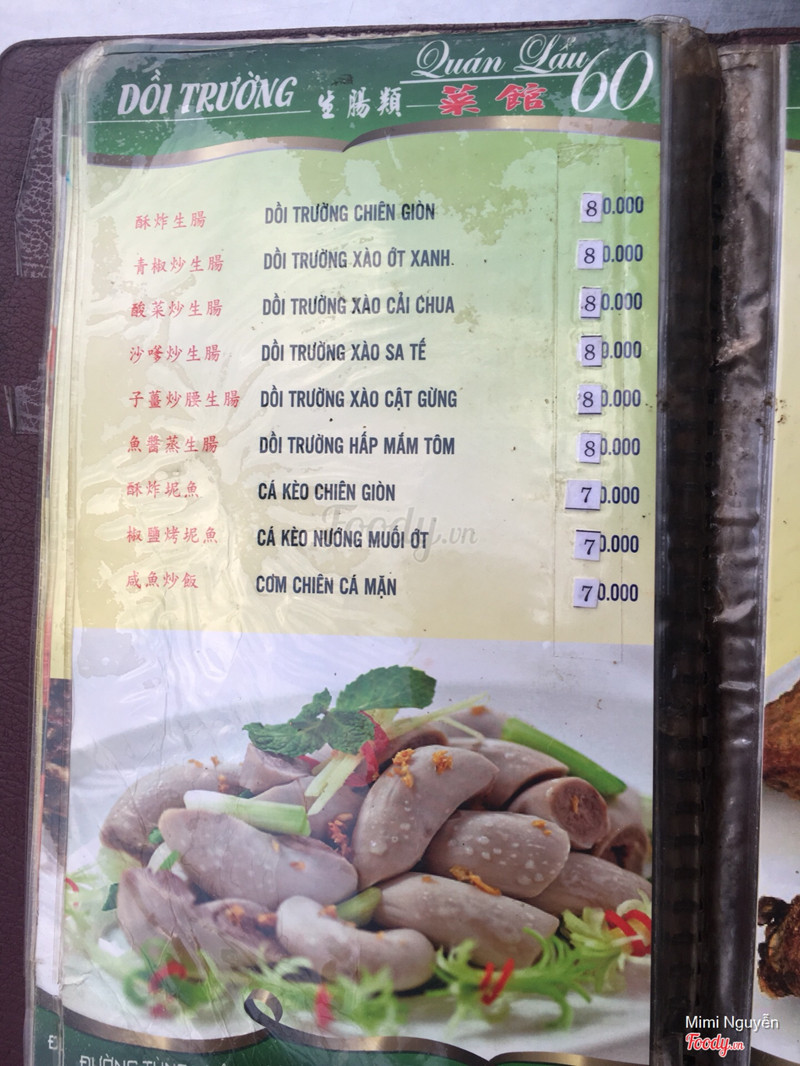 Quán Lẩu 60
DỒI TRƯỜNG 生腸類 菜館
酥炸生腸 DỒI TRƯỜNG CHIÊN GIÒN 80.000
青椒炒生腸 DỒI TRƯỜNG XÀO ỚT XANH. 80.000
酸菜炒生腸 DỒI TRƯỜNG XÀO CẢI CHUA 80.000
沙嗲炒生腸 DỒI TRƯỜNG XÀO SA TẾ 80.000
子薑炒腰生腸 DỒI TRƯỜNG XÀO CẬT GỪNG 80.000
魚醬蒸生腸 DỒI TRƯỜNG HẤP MẮM TÔM 80.000
酥炸坭魚 CÁ KÈO CHIÊN GIÒN 70.000
椒鹽烤坭魚 CÁ KÈO NƯỚNG MUỐI ỚT 70.000
咸魚炒飯 CƠM CHIÊN CÁ MẶN 70.000
Foody.vn
Mimi Nguyễn
Foody.vn